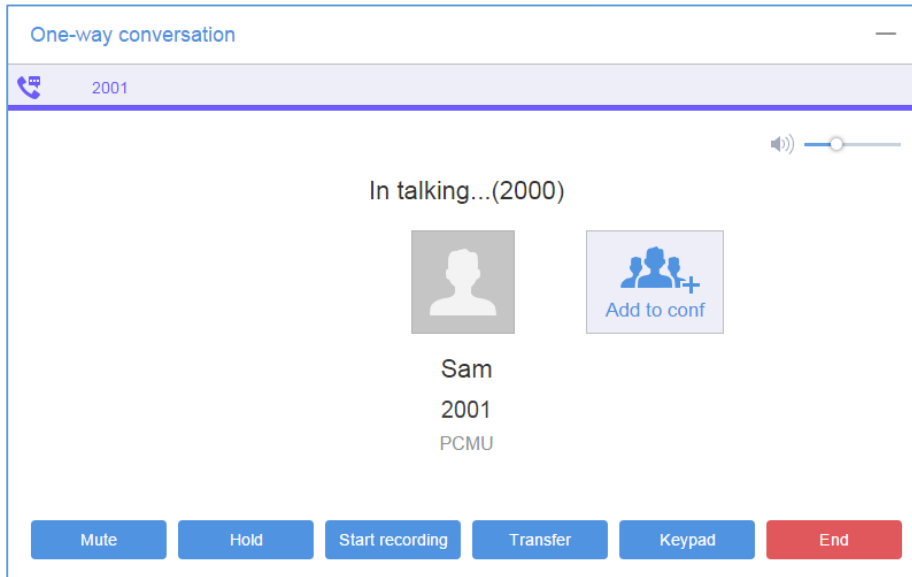 One-way conversation
2001
In talking...(2000)
Add to conf
Sam
2001
PCMU
Mute Hold Start recording Transfer Keypad End